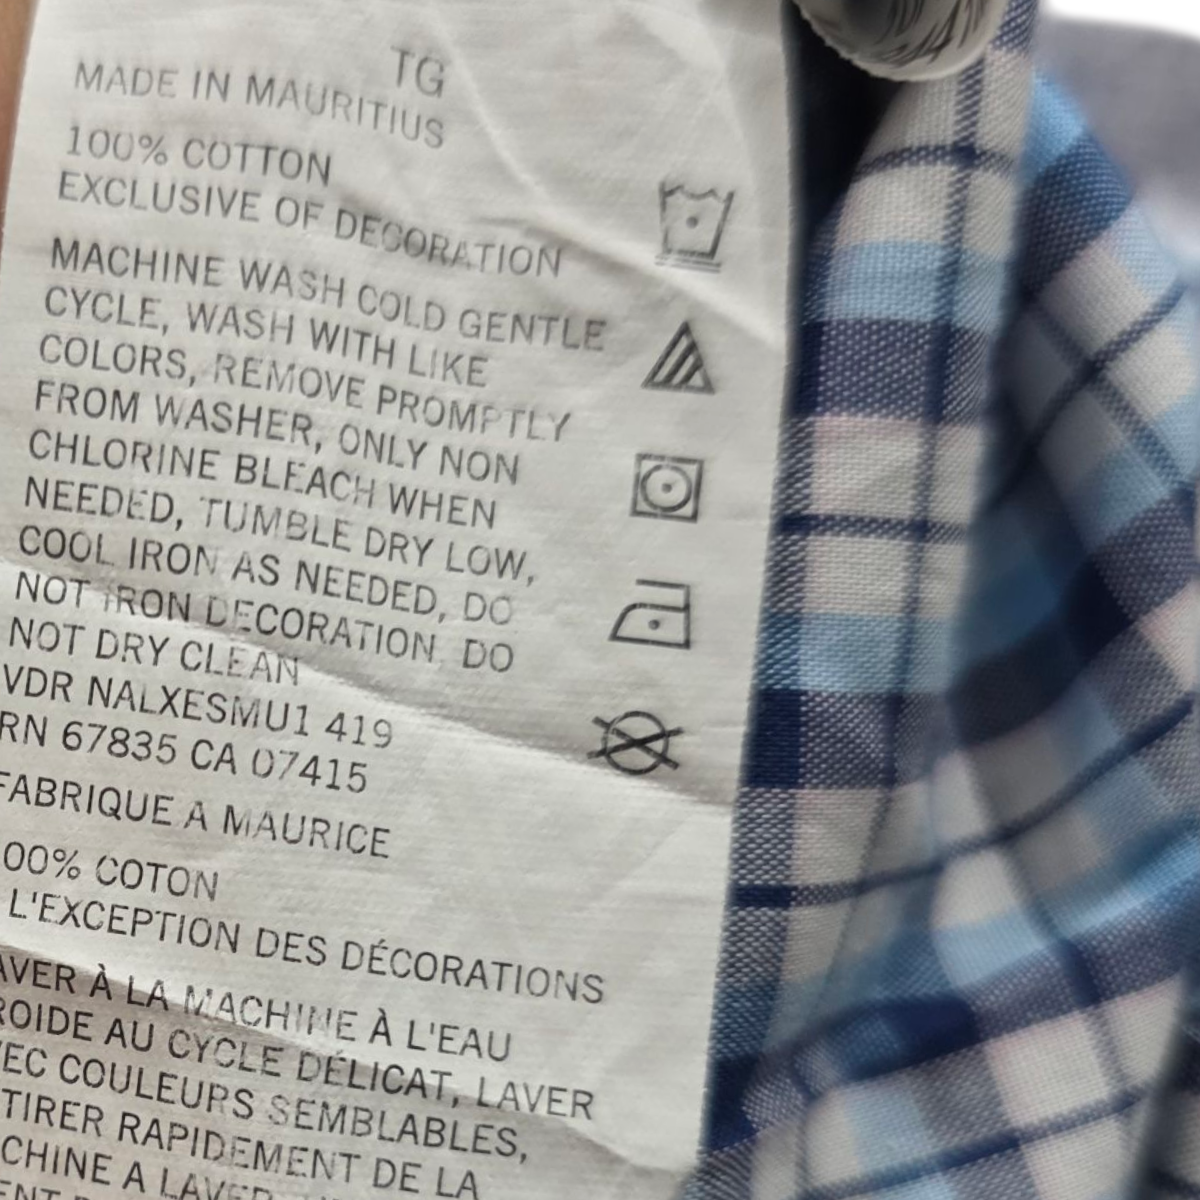 TG
MADE IN MAURITIUS
100% COTTON
EXCLUSIVE OF DECORATION
MACHINE WASH COLD GENTLE
CYCLE, WASH WITH LIKE
COLORS, REMOVE PROMPTLY
FROM WASHER, ONLY NON
CHLORINE BLEACH WHEN
NEEDED, TUMBLE DRY LOW,
COOL IRON AS NEEDED, DO
NOT IRON DECORATION, DO
NOT DRY CLEAN
VDR NALXESMU1 419
RN 67835 CA 07415
FABRIQUE A MAURICE
00% COTON
L'EXCEPTION DES DÉCORATIONS
AVER À LA MACHINE À L'EAU
ROIDE AU CYCLE DÉLICAT, LAVER
VEC COULEURS SEMBLABLES,
TIRER RAPIDEMENT DE LA
CHINE A LAVER